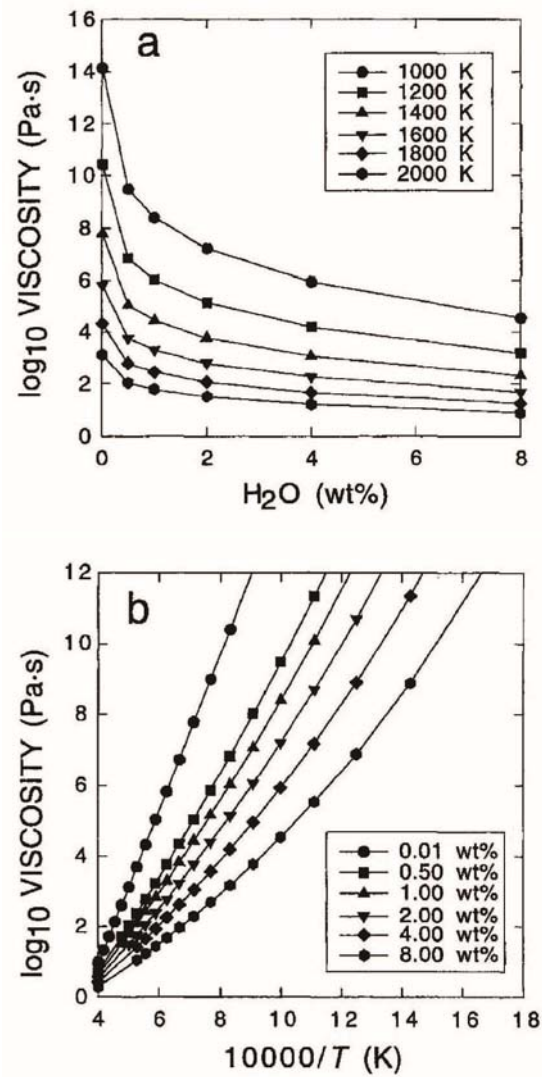 a
16
14
12
10
8
6
4
2
0
log10 VISCOSITY (Pa·s)
1000 K
1200 K
1400 K
1600 K
1800 K
2000 K
0 2 4 6 8
H2O (wt%)
b
12
10
8
6
4
2
0
log10 VISCOSITY (Pa·s)
0.01 wt%
0.50 wt%
1.00 wt%
2.00 wt%
4.00 wt%
8.00 wt%
4 6 8 10 12 14 16 18
10000/T (K)